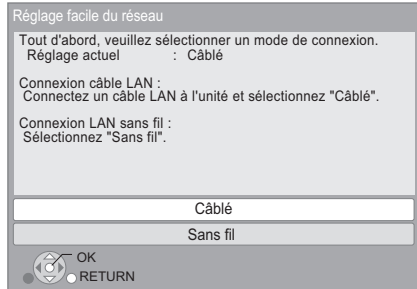 Réglage facile du réseau
Tout d'abord, veuillez sélectionner un mode de connexion.
Réglage actuel : Câblé
Connexion câble LAN :
Connectez un câble LAN à l'unité et sélectionnez "Câblé".
Connexion LAN sans fil :
Sélectionnez "Sans fil".
Câblé
Sans fil
OK
RETURN